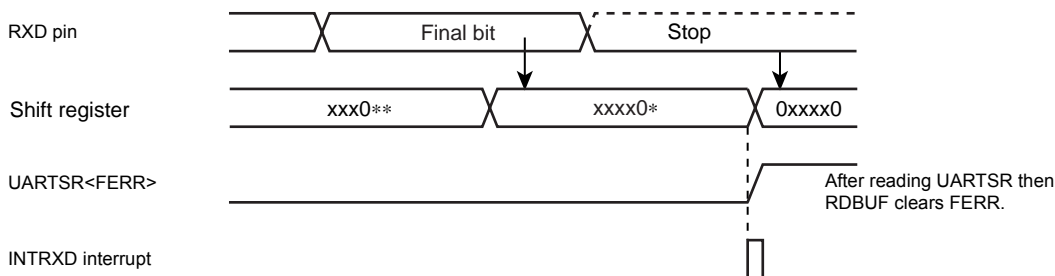 RXD pin
Final bit
Stop
Shift register
xxx0**
xxxx0*
0xxxx0
UARTSR<FERR>
After reading UARTSR then
RDBUF clears FERR.
INTRXD interrupt